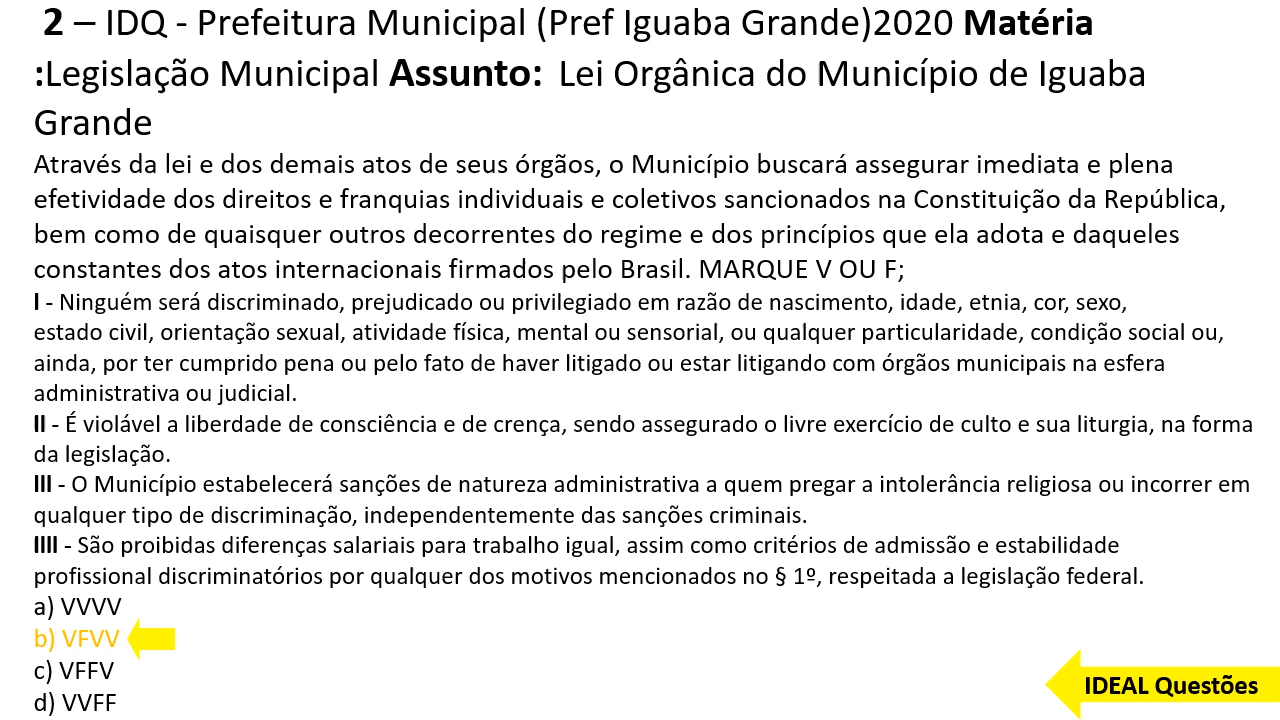 2 – IDQ - Prefeitura Municipal (Pref Iguaba Grande)2020 Matéria
:Legislação Municipal Assunto: Lei Orgânica do Município de Iguaba
Grande
Através da lei e dos demais atos de seus órgãos, o Município buscará assegurar imediata e plena
efetividade dos direitos e franquias individuais e coletivos sancionados na Constituição da República,
bem como de quaisquer outros decorrentes do regime e dos princípios que ela adota e daqueles
constantes dos atos internacionais firmados pelo Brasil. MARQUE V OU F;
I - Ninguém será discriminado, prejudicado ou privilegiado em razão de nascimento, idade, etnia, cor, sexo,
estado civil, orientação sexual, atividade física, mental ou sensorial, ou qualquer particularidade, condição social ou,
ainda, por ter cumprido pena ou pelo fato de haver litigado ou estar litigando com órgãos municipais na esfera
administrativa ou judicial.
II - É violável a liberdade de consciência e de crença, sendo assegurado o livre exercício de culto e sua liturgia, na forma
da legislação.
III - O Município estabelecerá sanções de natureza administrativa a quem pregar a intolerância religiosa ou incorrer em
qualquer tipo de discriminação, independentemente das sanções criminais.
IIII - São proibidas diferenças salariais para trabalho igual, assim como critérios de admissão e estabilidade
profissional discriminatórios por qualquer dos motivos mencionados no § 1º, respeitada a legislação federal.
a) VVVV
b) VFVV
c) VFFV
d) VVFF
IDEAL Questões